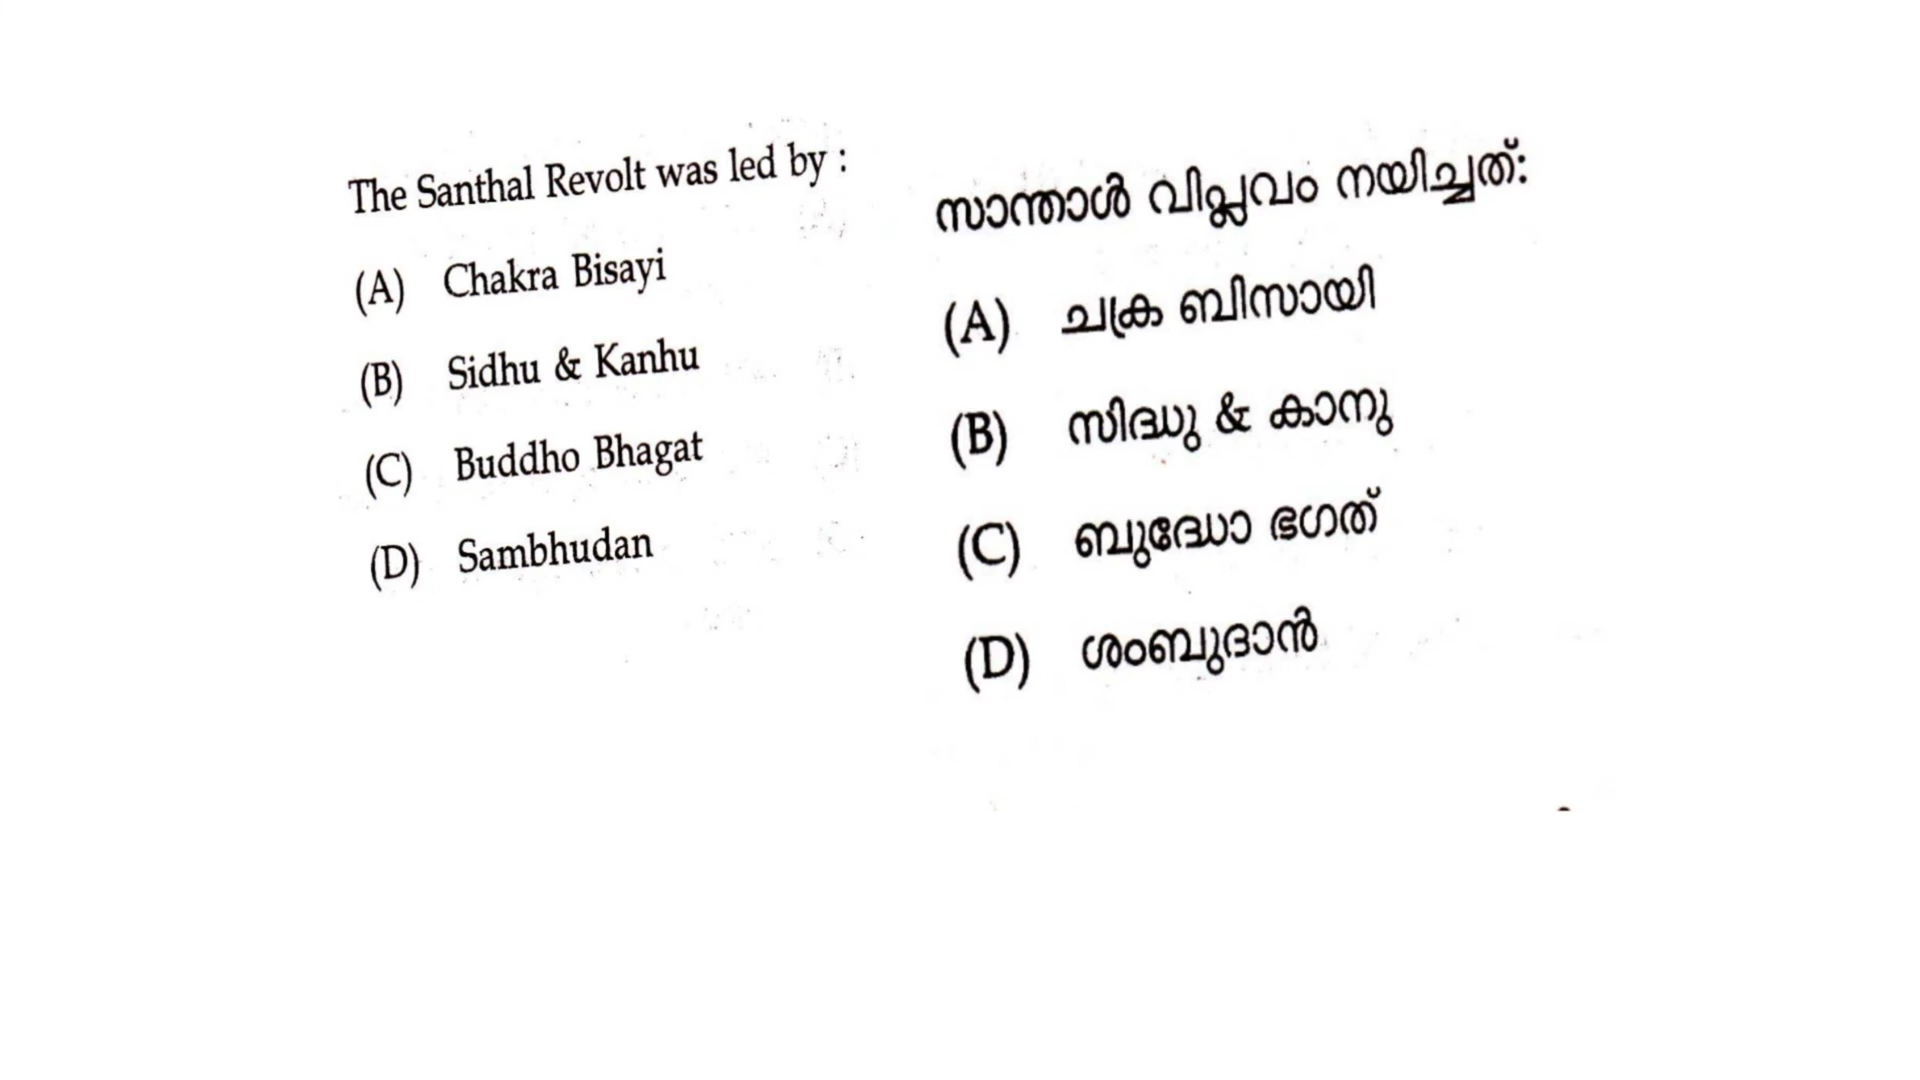 The Santhal Revolt was led by :
(A) Chakra Bisayi
(B) Sidhu & Kanhu
(C) Buddho Bhagat
(D) Sambhudan
സാന്താൾ വിപ്ലവം നയിച്ചത്:
(A) ചക്ര ബിസായി
(B) സിദ്ധു & കാനു
(C) ബുദ്ധോ ഭഗത്
(D) ശംബുദാൻ